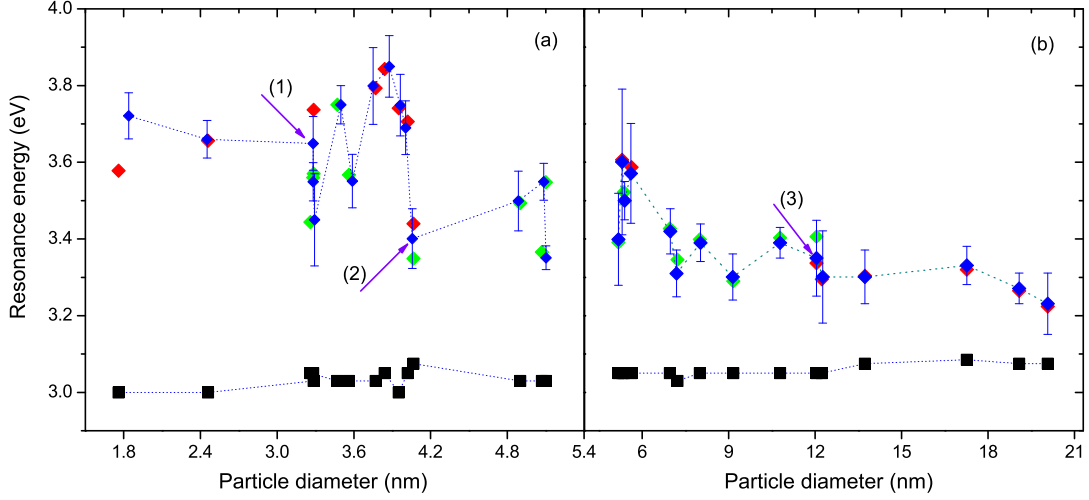 4.0
3.8
3.6
3.4
3.2
3.0
Resonance energy (eV)
(a)
(1)
(2)
1.8 2.4 3.0 3.6 4.2 4.8 5.4
Particle diameter (nm)
(b)
(3)
6 9 12 15 18 21
Particle diameter (nm)